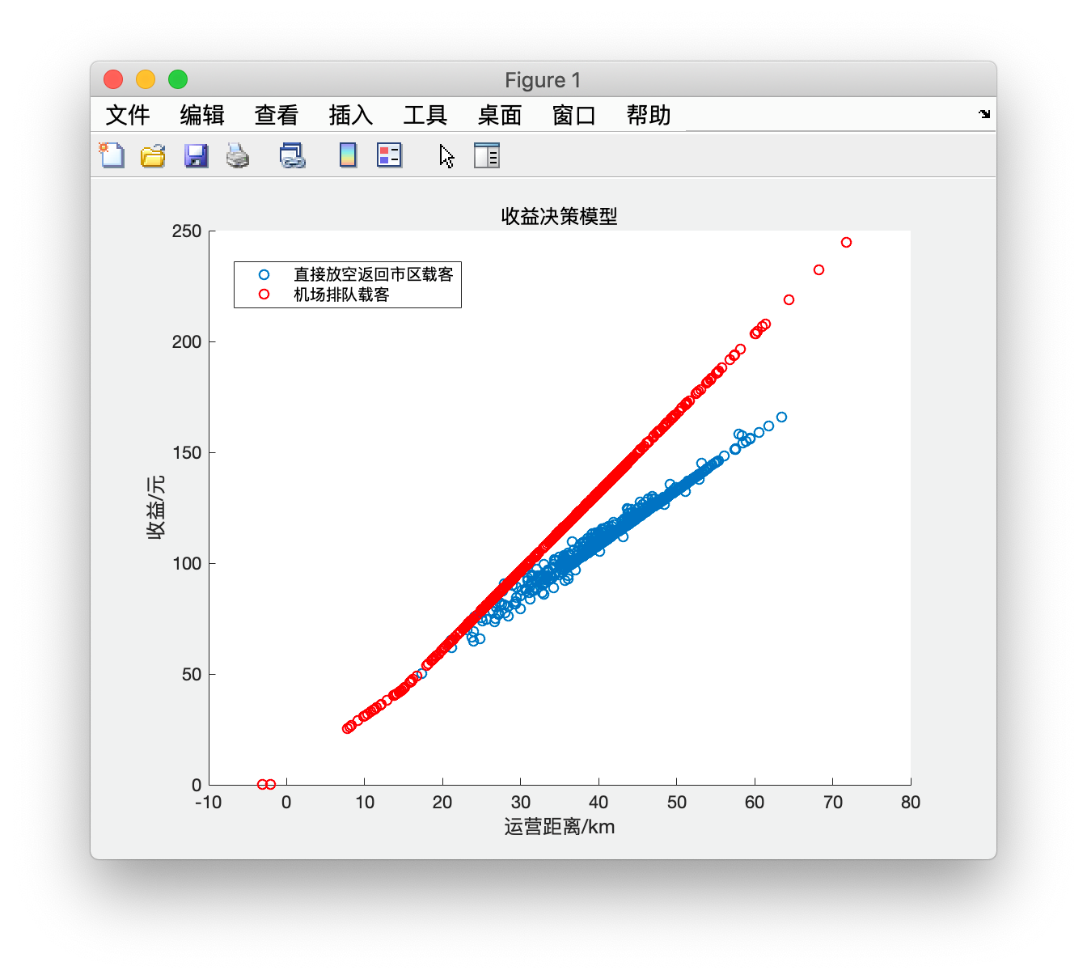 Figure 1
文件 编辑 查看 插入 工具 桌面 窗口 帮助
收益决策模型
直接放空返回市区载客
机场排队载客
250
200
150
100
50
0
收益/元
-10 0 10 20 30 40 50 60 70 80
运营距离/km